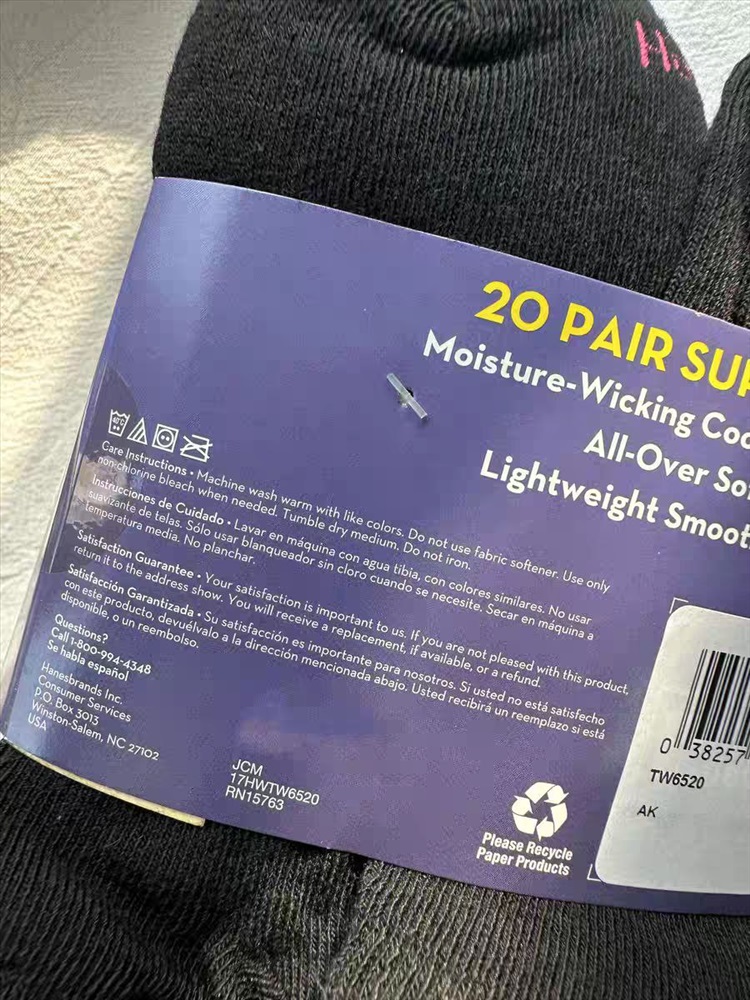 20 PAIR
Moisture-Wicking
All-Over
Lightweight
40°C
Care Instructions • Machine wash warm with like colors. Do not use fabric softener. Use only
non-chlorine bleach when needed. Tumble dry medium. Do not iron.
Instrucciones de Cuidado • Lavar en máquina con agua tibia, con colores similares. No usar
suavizante de telas. Sólo usar blanqueador sin cloro cuando se necesite. Secar en máquina a
temperatura media. No planchar.
Satisfaction Guarantee • Your satisfaction is important to us. If you are not pleased with this product,
return it to the address show. You will receive a replacement, if available, or a refund.
Satisfacción Garantizada • Su satisfacción es importante para nosotros. Si usted no está satisfecho
con este producto, devuélvalo a la dirección mencionada abajo. Usted recibirá un reemplazo si está
disponible, o un reembolso.
Questions?
Call 1-800-994-4348
Se habla español
Hanesbrands Inc.
Consumer Services
P.O. Box 3013
Winston-Salem, NC 27102
USA
JCM
17HWTW6520
RN15763
Please Recycle
Paper Products
0 38257
TW6520
AK